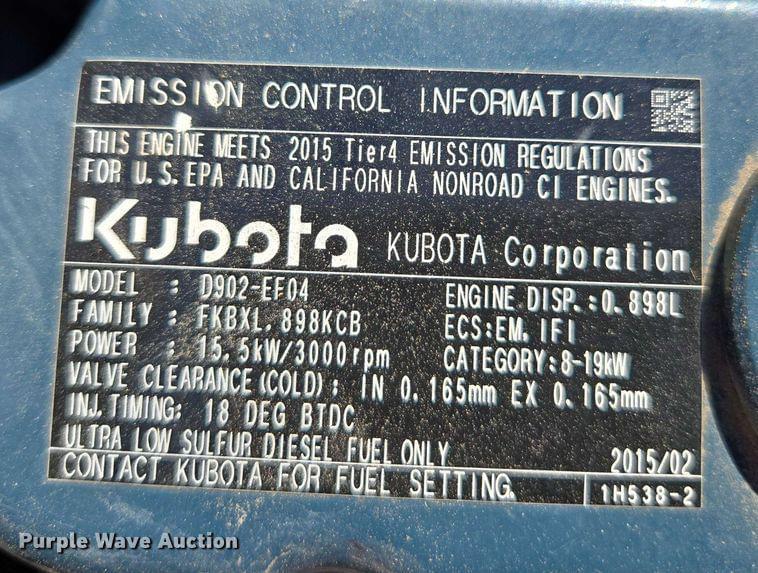 EMISSION CONTROL INFORMATION
THIS ENGINE MEETS 2015 Tier4 EMISSION REGULATIONS
FOR U.S.EPA AND CALIFORNIA NONROAD CI ENGINES.
Kubota KUBOTA Corporation
MODEL : D902-EF04
ENGINE DISP.:0.898L
FAMILY : FKBXL.898KCB
ECS:EM.IFI
POWER : 15.5kW/3000rpm
CATEGORY:8-19kW
VALVE CLEARANCE(COLD): IN 0.165mm EX 0.165mm
INJ.TIMING: 18 DEG BTDC
ULTRA LOW SULFUR DIESEL FUEL ONLY
2015/02
CONTACT KUBOTA FOR FUEL SETTING.
1H538-2
Purple Wave Auction